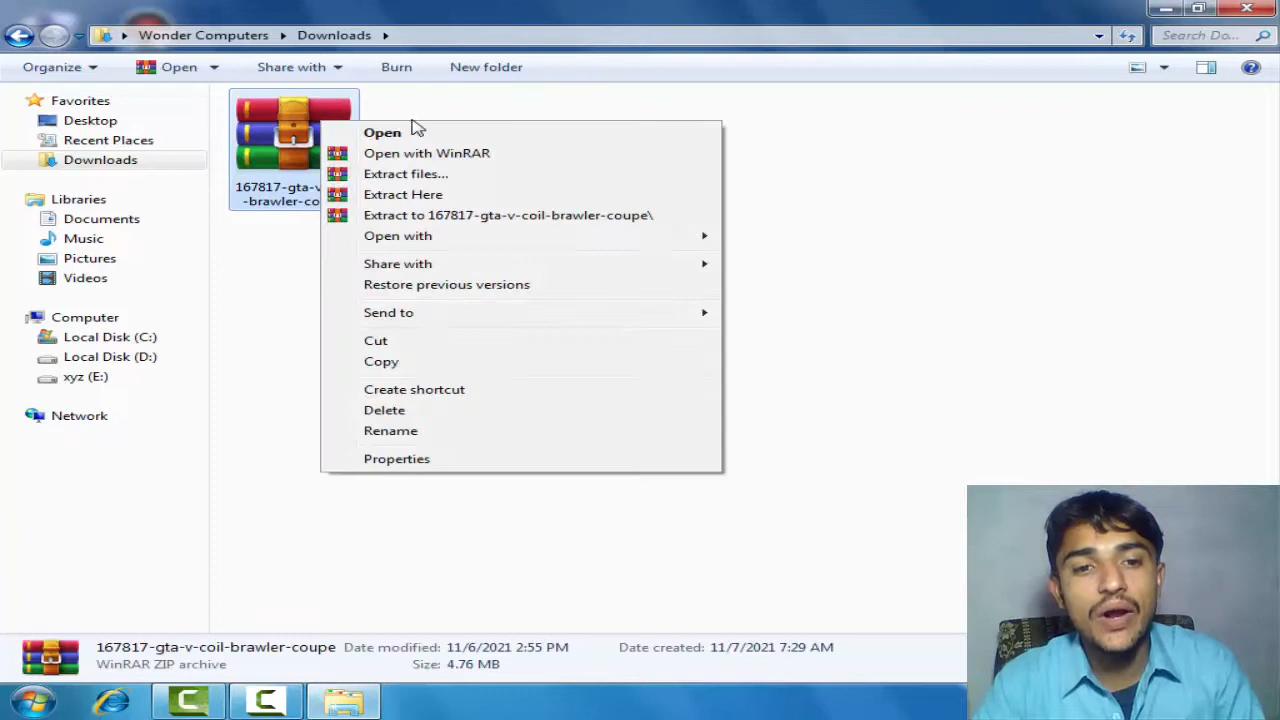 Wonder Computers Downloads
Search Do...
Organize Open Share with Burn New folder
Favorites
Desktop
Recent Places
Downloads
Libraries
Documents
Music
Pictures
Videos
Computer
Local Disk (C:)
Local Disk (D:)
xyz (E:)
Network
167817-gta-v
-brawler-co
Open
Open with WinRAR
Extract files...
Extract Here
Extract to 167817-gta-v-coil-brawler-coupe\
Open with
Share with
Restore previous versions
Send to
Cut
Copy
Create shortcut
Delete
Rename
Properties
167817-gta-v-coil-brawler-coupe Date modified: 11/6/2021 2:55 PM Date created: 11/7/2021 7:29 AM
WinRAR ZIP archive Size: 4.76 MB